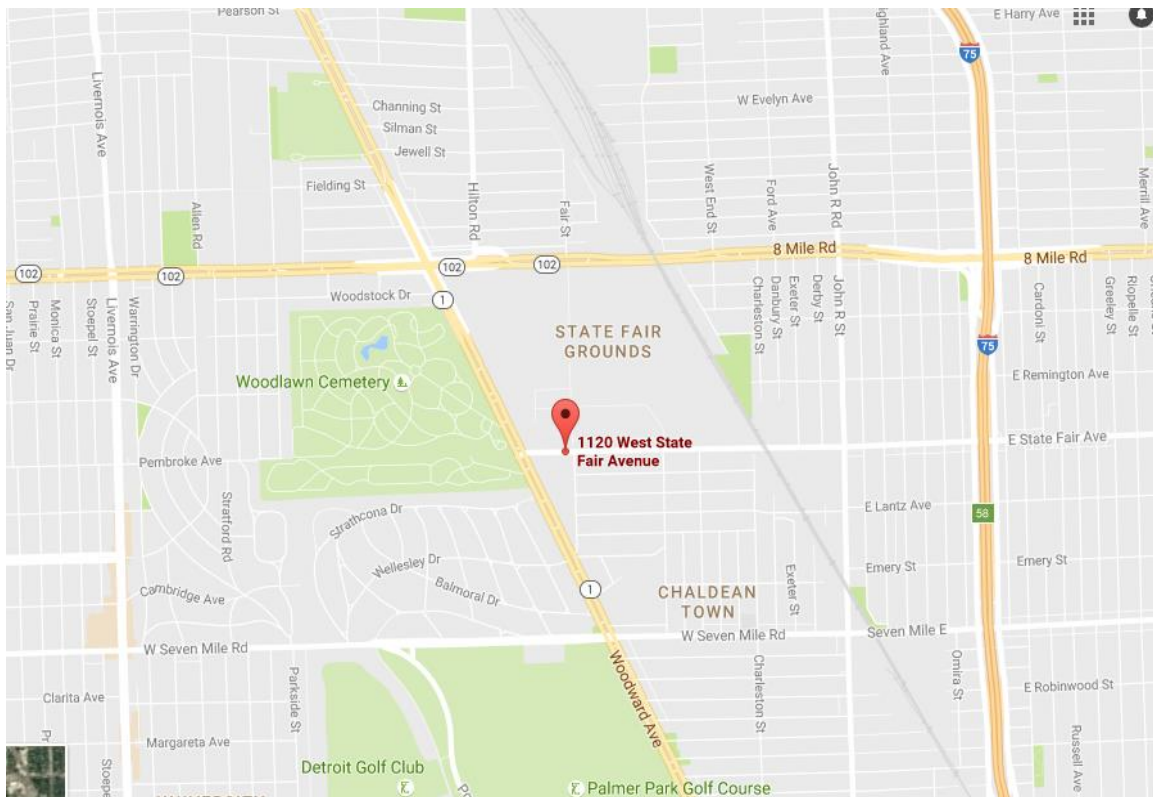 Pearson St
E Harry Ave
Highland Ave
75
Livernois Ave
W Evelyn Ave
Channing St
Silman St
Jewell St
Fielding St
Hilton Rd
Fair St
West End St
Ford Ave
John R Rd
Merrill Ave
Allen Rd
8 Mile Rd
8 Mile Rd
102
102
102
102
Woodstock Dr
1
San Juan Dr
Prairie St
Monica St
Stoepel St
Livernois Ave
Warrington Dr
Charleston St
Danbury St
Exeter St
Derby St
John R St
Cardoni St
Greeley St
Riopelle St
STATE FAIR
GROUNDS
75
Woodlawn Cemetery
E Remington Ave
1120 West State
Fair Avenue
E State Fair Ave
Pembroke Ave
Stratford Rd
Strathcona Dr
E Lantz Ave
58
Wellesley Dr
Balmoral Dr
Cambridge Ave
1
CHALDEAN
TOWN
Exeter St
Emery St
Emery St
W Seven Mile Rd
W Seven Mile Rd
Seven Mile E
Parkside St
Woodward Ave
Charleston St
Omira St
Clarita Ave
E Robinwood St
Margareta Ave
Russell Ave
Detroit Golf Club
Palmer Park Golf Course